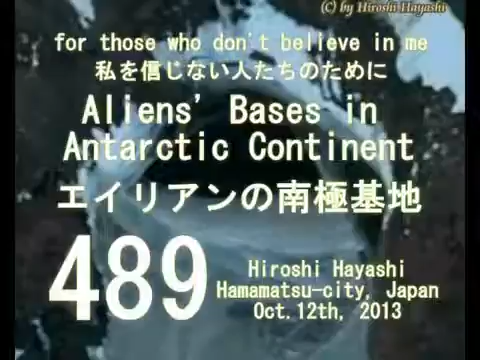 (C) by Hiroshi Hayashi
for those who don't believe in me
私を信じない人たちのために
Aliens' Bases in
Antarctic Continent
エイリアンの南極基地
489
Hiroshi Hayashi
Hamamatsu-city, Japan
Oct.12th, 2013